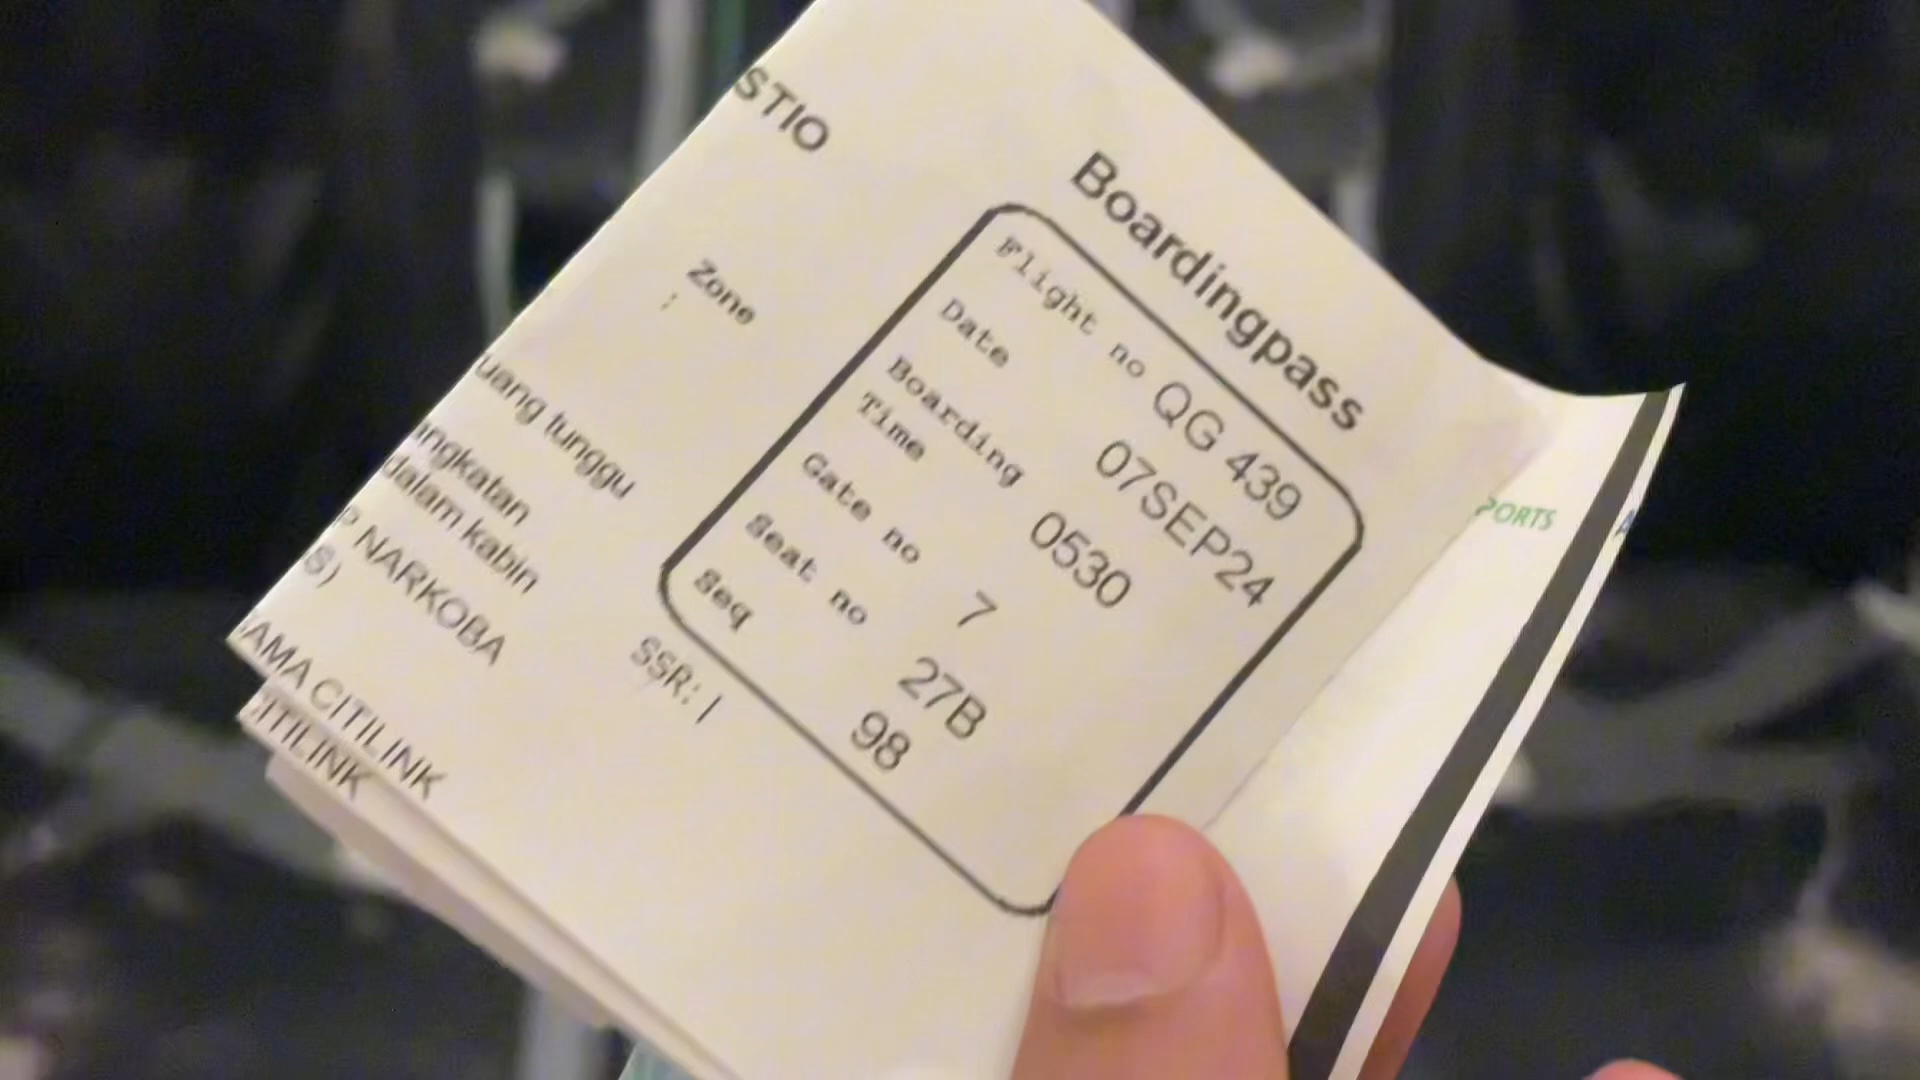 STIO
Zone
:
uang tunggu
angkatan
dalam kabin
P NARKOBA
S)
AMA CITILINK
CITILINK
Boardingpass
Flight no QG 439
Date 07SEP24
Boarding
Time 0530
Gate no 7
Seat no 27B
Seq 98
SSR: |
PORTS
A